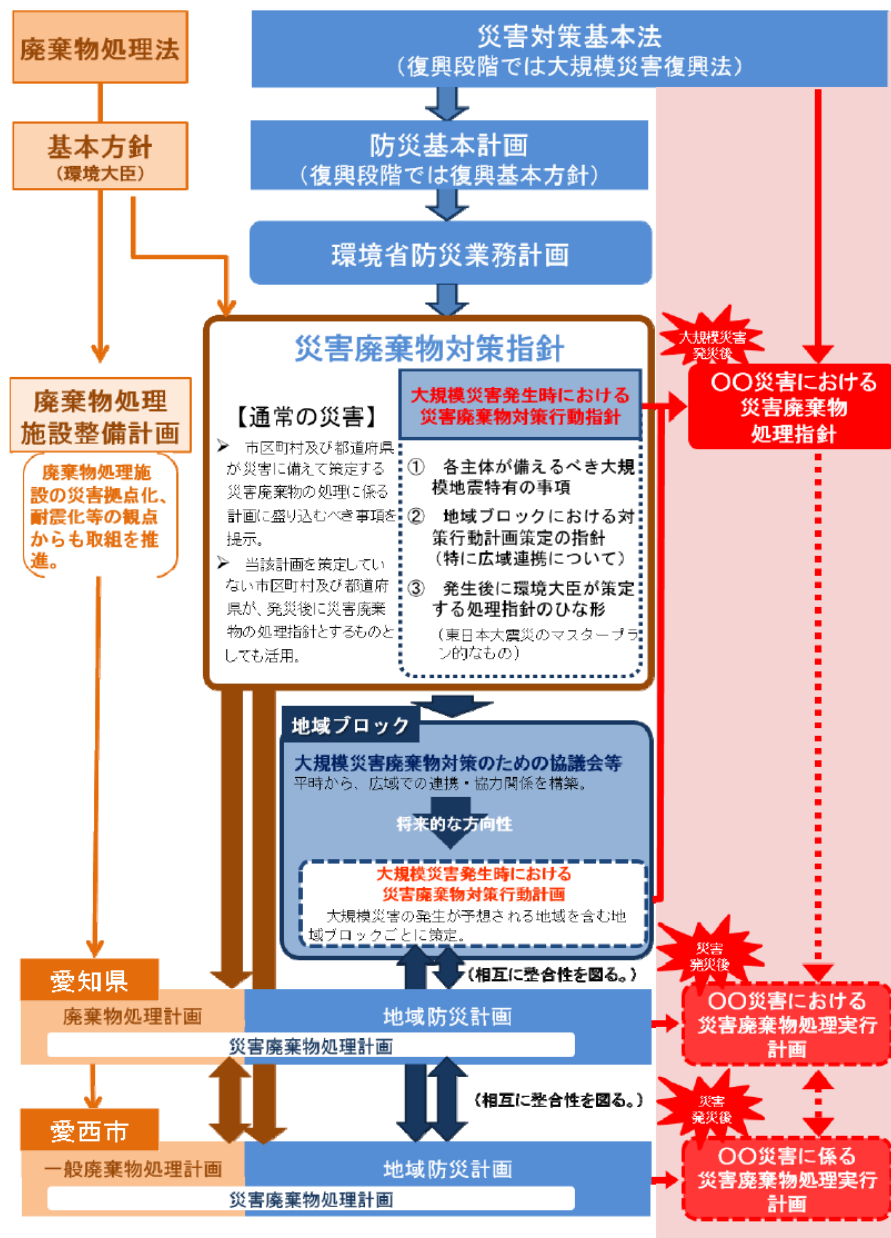 廃棄物処理法
災害対策基本法
(復興段階では大規模災害復興法)
基本方針
(環境大臣)
防災基本計画
(復興段階では復興基本方針)
環境省防災業務計画
災害廃棄物対策指針
【通常の災害】
➢ 市区町村及び都道府県
が災害に備えて策定する
災害廃棄物の処理に係る
計画に盛り込むべき事項を
提示。
➢ 当該計画を策定してい
ない市区町村及び都道府
県が、発災後に災害廃棄
物の処理指針とするものと
しても活用。
大規模災害発生時における
災害廃棄物対策行動指針
① 各主体が備えるべき大規
模地震特有の事項
② 地域ブロックにおける対
策行動計画策定の指針
(特に広域連携について)
③ 発生後に環境大臣が策定
する処理指針のひな形
(東日本大震災のマスタープラ
ン的なもの)
大規模災害
発災後
〇〇災害における
災害廃棄物
処理指針
廃棄物処理
施設整備計画
廃棄物処理施
設の災害拠点化、
耐震化等の観点
からも取組を推
進。
地域ブロック
大規模災害廃棄物対策のための協議会等
平時から、広域での連携・協力関係を構築。
将来的な方向性
大規模災害発生時における
災害廃棄物対策行動計画
大規模災害の発生が予想される地域を含む地
域ブロックごとに策定。
(相互に整合性を図る。)
愛知県
廃棄物処理計画
地域防災計画
災害廃棄物処理計画
災害
発災後
〇〇災害における
災害廃棄物処理実行
計画
(相互に整合性を図る。)
愛西市
一般廃棄物処理計画
地域防災計画
災害廃棄物処理計画
災害
発災後
〇〇災害に係る
災害廃棄物処理実行
計画